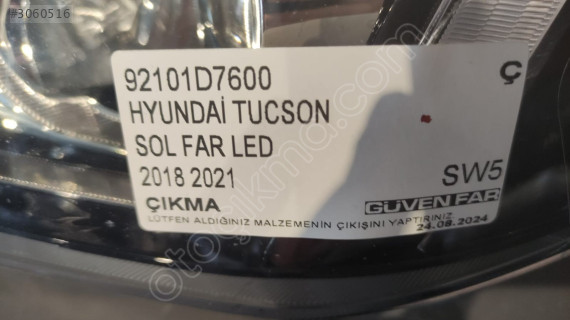 #3060516
92101D7600
Ç
HYUNDAİ TUCSON
SOL FAR LED
2018 2021
SW5
ÇIKMA
GÜVEN FAR
LÜTFEN ALDIĞINIZ MALZEMENİN ÇIKIŞINI YAPTIRINIZ
24.08.2024